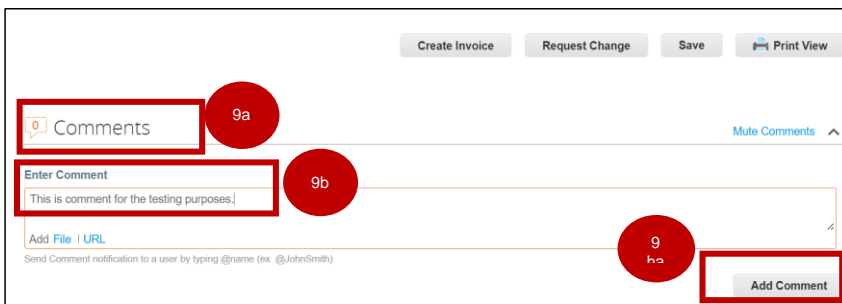 Create Invoice Request Change Save Print View
0 Comments 9a
Mute Comments
Enter Comment
9b
This is comment for the testing purposes.
Add File | URL
9
Send Comment notification to a user by typing @name (ex. @JohnSmith)
Add Comment